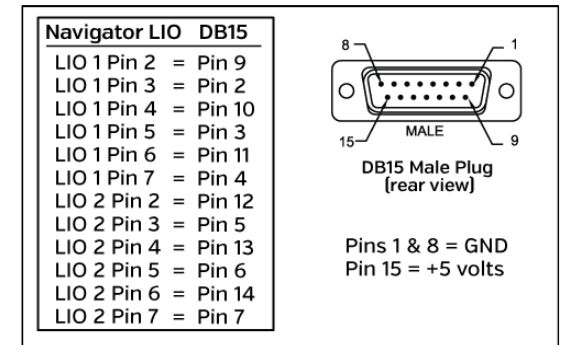 Navigator LIO DB15
LIO 1 Pin 2 = Pin 9
LIO 1 Pin 3 = Pin 2
LIO 1 Pin 4 = Pin 10
LIO 1 Pin 5 = Pin 3
LIO 1 Pin 6 = Pin 11
LIO 1 Pin 7 = Pin 4
LIO 2 Pin 2 = Pin 12
LIO 2 Pin 3 = Pin 5
LIO 2 Pin 4 = Pin 13
LIO 2 Pin 5 = Pin 6
LIO 2 Pin 6 = Pin 14
LIO 2 Pin 7 = Pin 7
8 1
15 MALE 9
DB15 Male Plug
(rear view)
Pins 1 & 8 = GND
Pin 15 = +5 volts